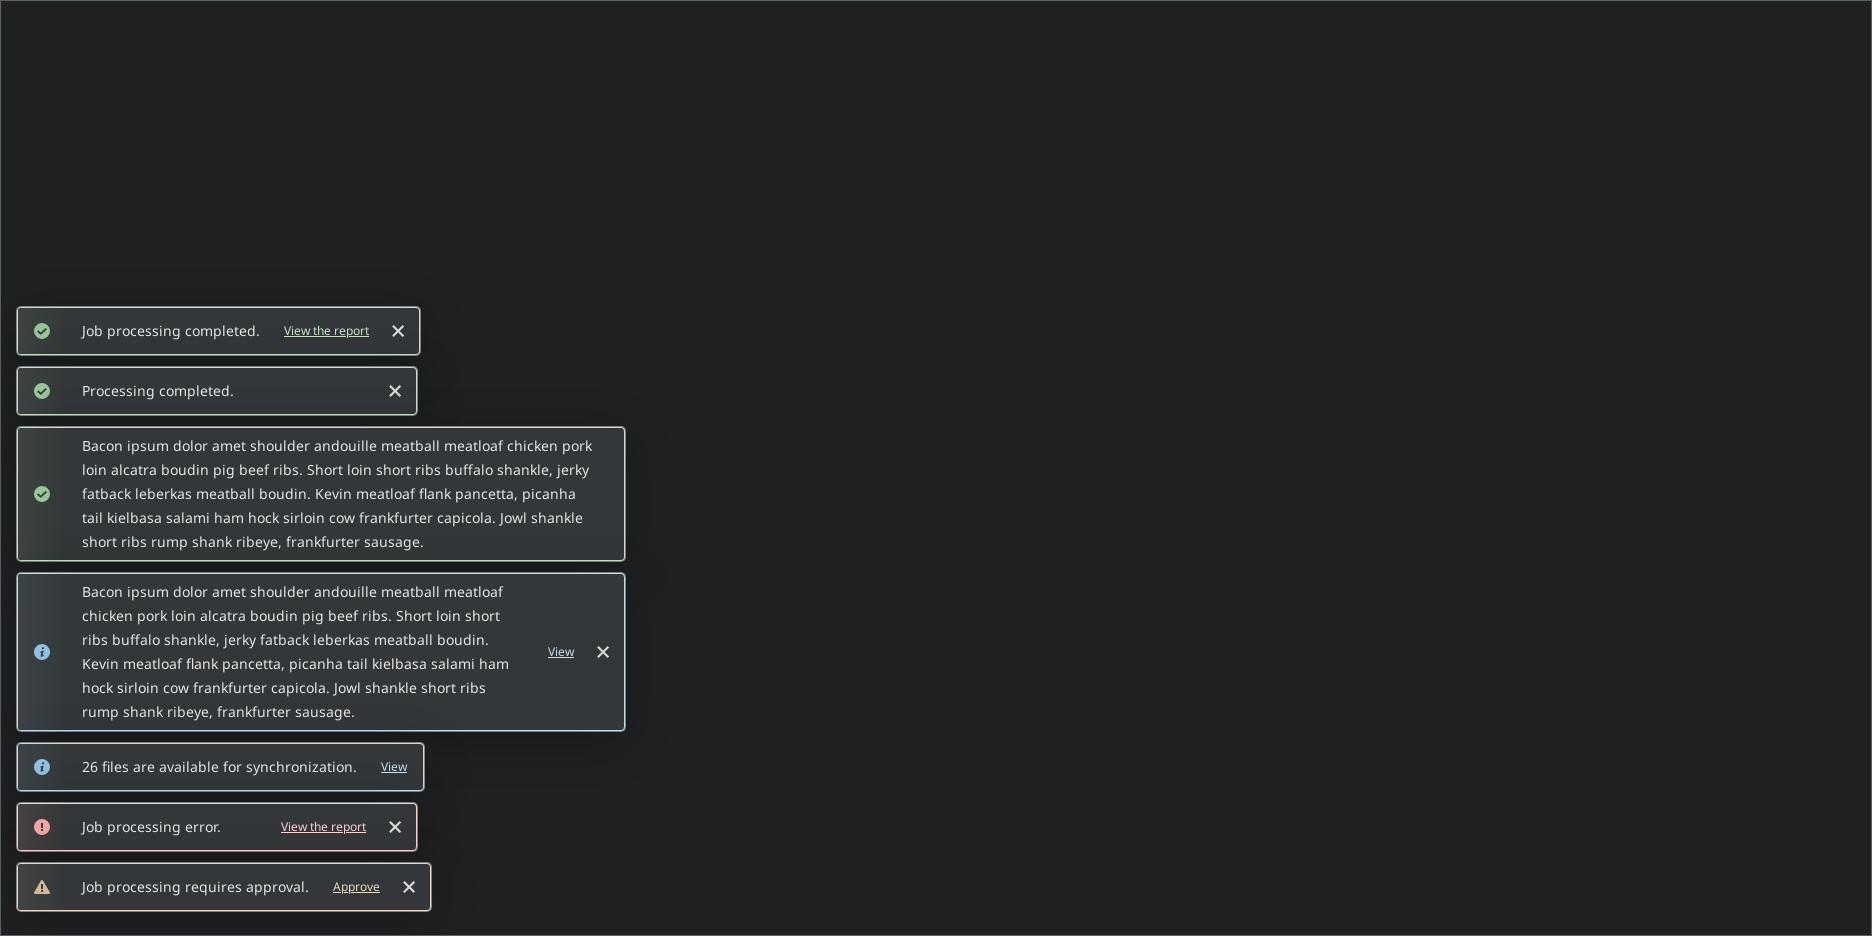 Job processing completed. View the report
Processing completed.
Bacon ipsum dolor amet shoulder andouille meatball meatloaf chicken pork
loin alcatra boudin pig beef ribs. Short loin short ribs buffalo shankle, jerky
fatback leberkas meatball boudin. Kevin meatloaf flank pancetta, picanha
tail kielbasa salami ham hock sirloin cow frankfurter capicola. Jowl shankle
short ribs rump shank ribeye, frankfurter sausage.
Bacon ipsum dolor amet shoulder andouille meatball meatloaf
chicken pork loin alcatra boudin pig beef ribs. Short loin short
ribs buffalo shankle, jerky fatback leberkas meatball boudin.
Kevin meatloaf flank pancetta, picanha tail kielbasa salami ham
hock sirloin cow frankfurter capicola. Jowl shankle short ribs
rump shank ribeye, frankfurter sausage.
View
26 files are available for synchronization. View
Job processing error. View the report
Job processing requires approval. Approve